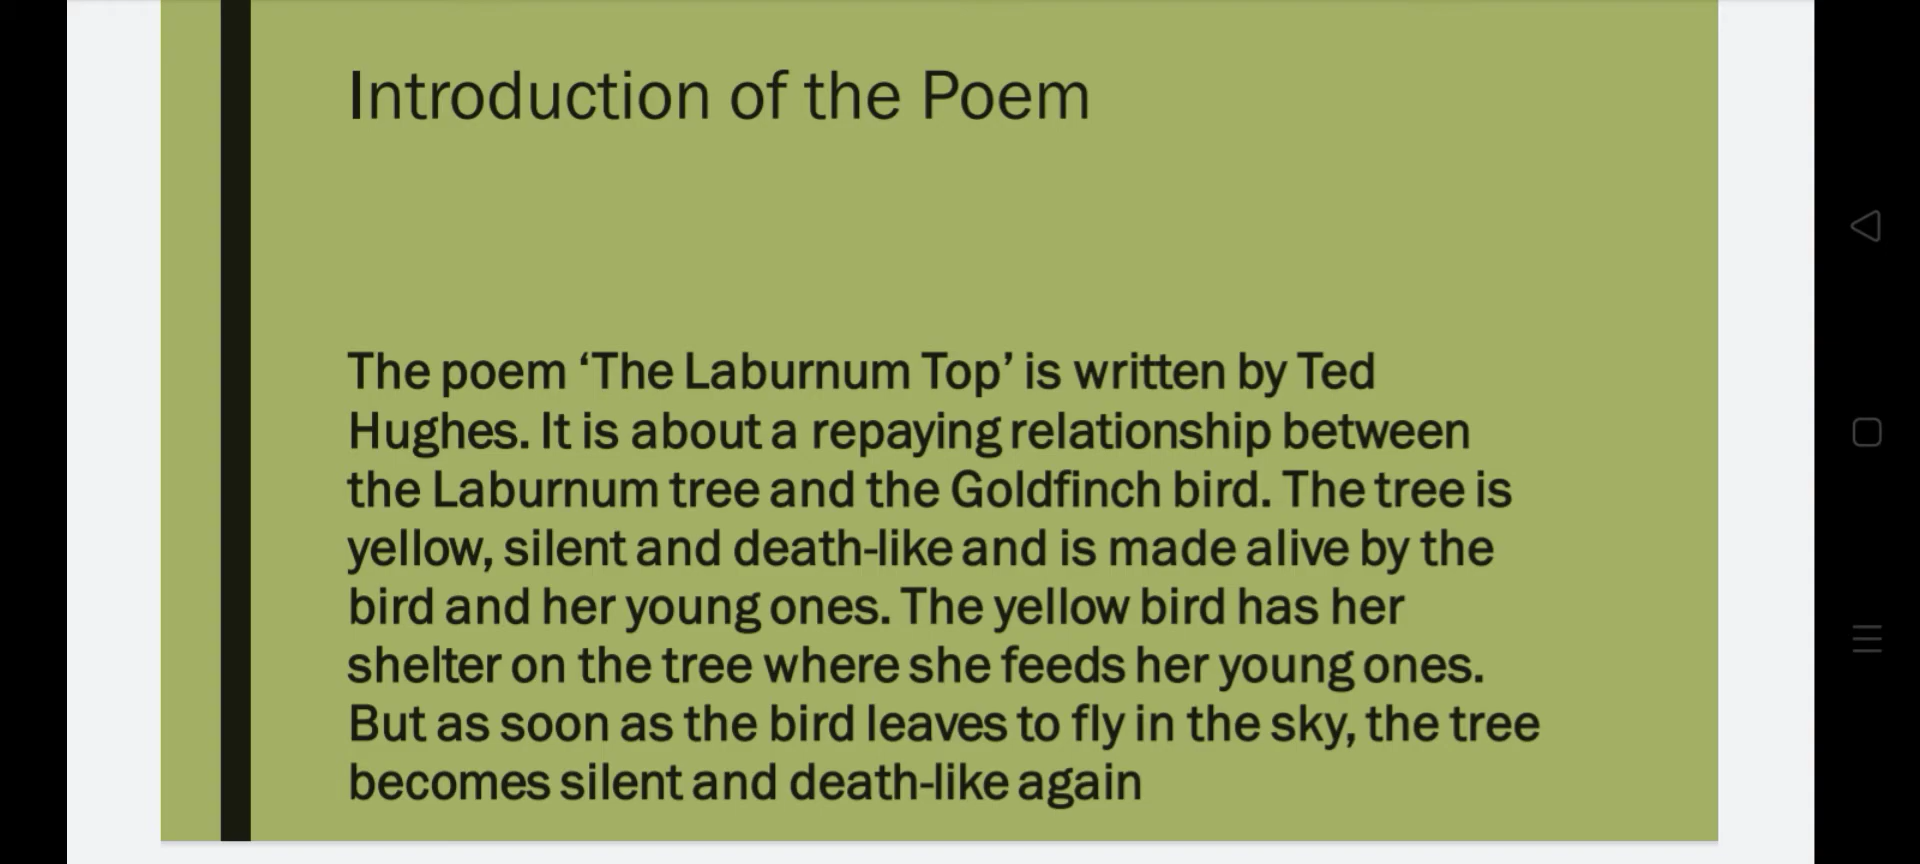 Introduction of the Poem
The poem ‘The Laburnum Top’ is written by Ted
Hughes. It is about a repaying relationship between
the Laburnum tree and the Goldfinch bird. The tree is
yellow, silent and death-like and is made alive by the
bird and her young ones. The yellow bird has her
shelter on the tree where she feeds her young ones.
But as soon as the bird leaves to fly in the sky, the tree
becomes silent and death-like again